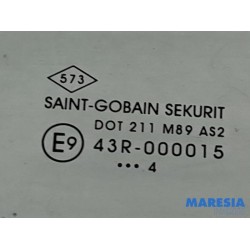 573
SAINT-GOBAIN SEKURIT
DOT 211 M89 AS2
E9 43R-000015
••• 4
MARESIA